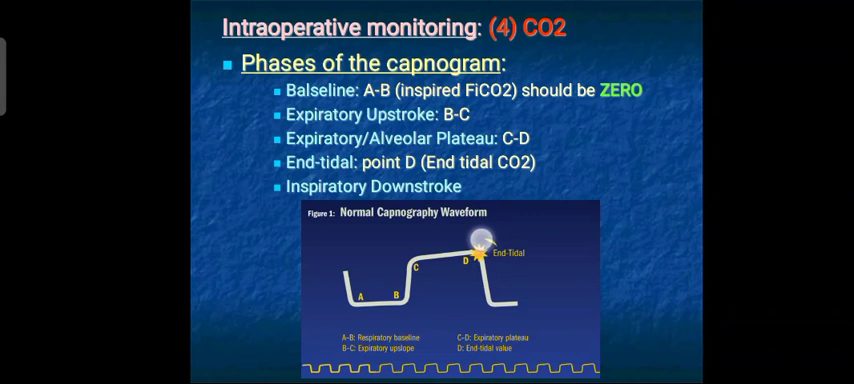 Intraoperative monitoring: (4) CO2
Phases of the capnogram:
Balseline: A-B (inspired FiCO2) should be ZERO
Expiratory Upstroke: B-C
Expiratory/Alveolar Plateau: C-D
End-tidal: point D (End tidal CO2)
Inspiratory Downstroke
Figure 1: Normal Capnography Waveform
End-Tidal
C
D
A
B
A–B: Respiratory baseline
B-C: Expiratory upslope
C-D: Expiratory plateau
D: End-tidal value